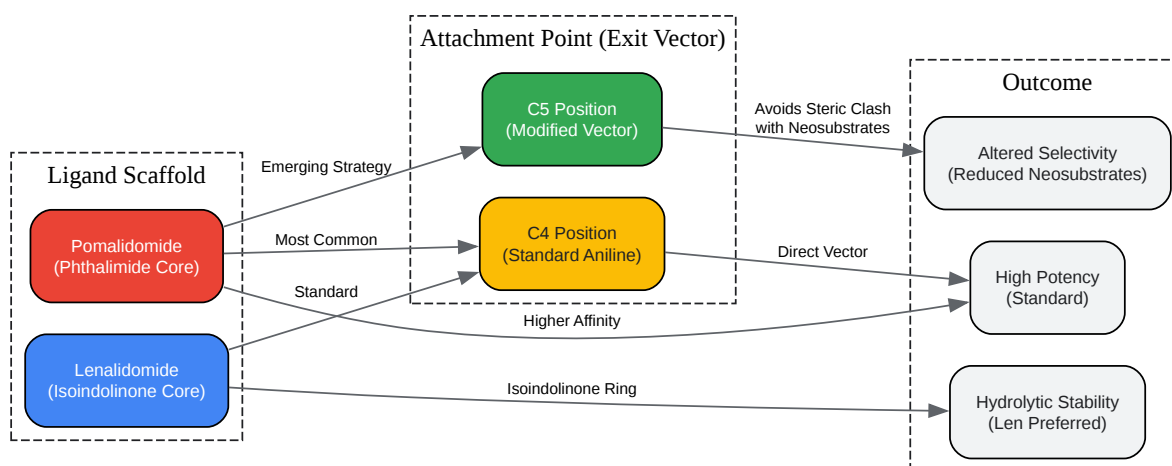 Attachment Point (Exit Vector)
C5 Position
(Modified Vector)
C4 Position
(Standard Aniline)
Ligand Scaffold
Pomalidomide
(Phthalimide Core)
Lenalidomide
(Isoindolinone Core)
Emerging Strategy
Most Common
Standard
Higher Affinity
Isoindolinone Ring
Avoids Steric Clash
with Neosubstrates
Direct Vector
Outcome
Altered Selectivity
(Reduced Neosubstrates)
High Potency
(Standard)
Hydrolytic Stability
(Len Preferred)